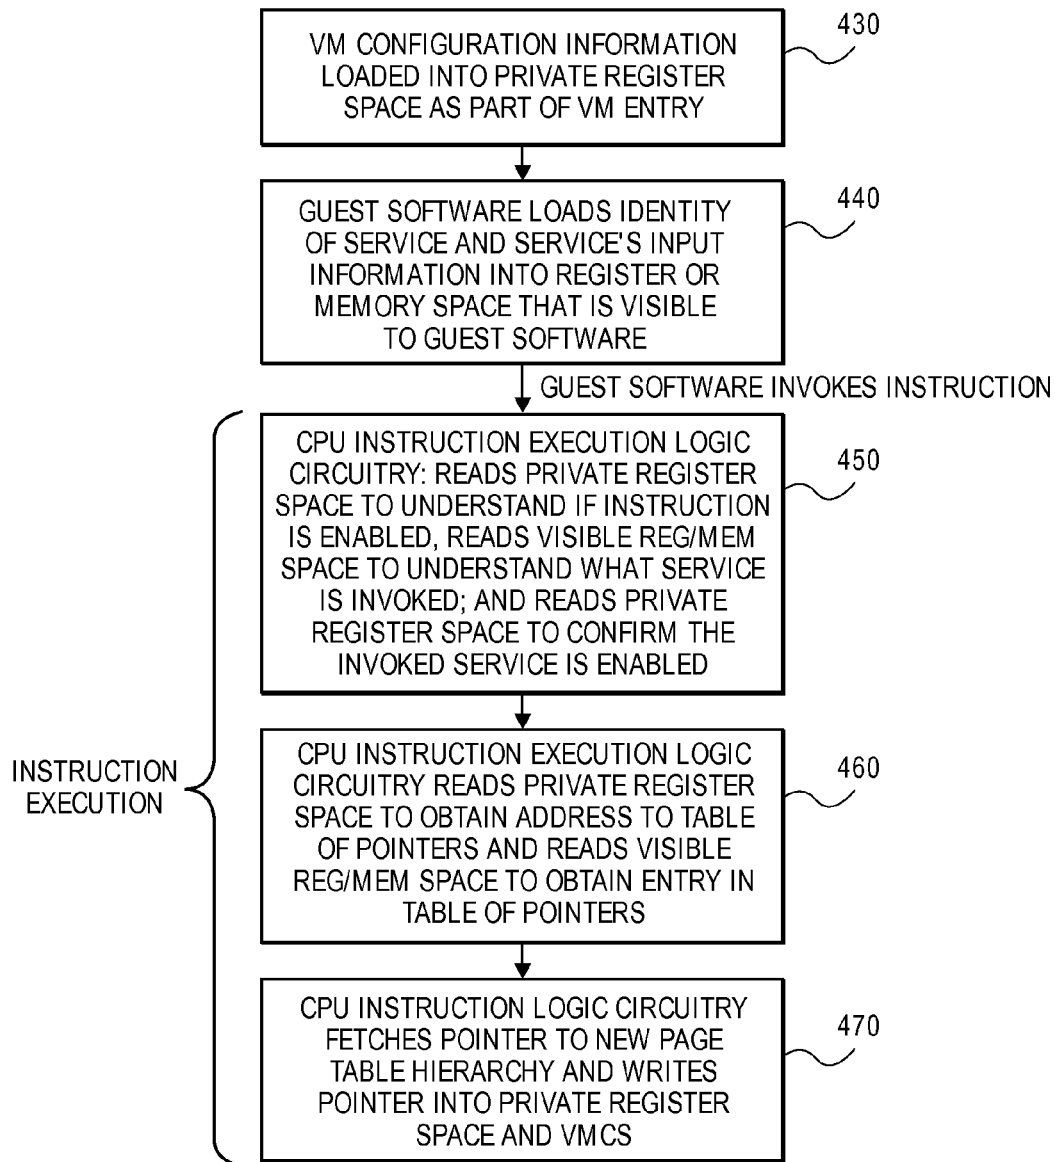 VM CONFIGURATION INFORMATION
LOADED INTO PRIVATE REGISTER
SPACE AS PART OF VM ENTRY
430
GUEST SOFTWARE LOADS IDENTITY
OF SERVICE AND SERVICE'S INPUT
INFORMATION INTO REGISTER OR
MEMORY SPACE THAT IS VISIBLE
TO GUEST SOFTWARE
440
GUEST SOFTWARE INVOKES INSTRUCTION
CPU INSTRUCTION EXECUTION LOGIC
CIRCUITRY: READS PRIVATE REGISTER
SPACE TO UNDERSTAND IF INSTRUCTION
IS ENABLED, READS VISIBLE REG/MEM
SPACE TO UNDERSTAND WHAT SERVICE
IS INVOKED; AND READS PRIVATE
REGISTER SPACE TO CONFIRM THE
INVOKED SERVICE IS ENABLED
450
INSTRUCTION
EXECUTION
CPU INSTRUCTION EXECUTION LOGIC
CIRCUITRY READS PRIVATE REGISTER
SPACE TO OBTAIN ADDRESS TO TABLE
OF POINTERS AND READS VISIBLE
REG/MEM SPACE TO OBTAIN ENTRY IN
TABLE OF POINTERS
460
CPU INSTRUCTION LOGIC CIRCUITRY
FETCHES POINTER TO NEW PAGE
TABLE HIERARCHY AND WRITES
POINTER INTO PRIVATE REGISTER
SPACE AND VMCS
470